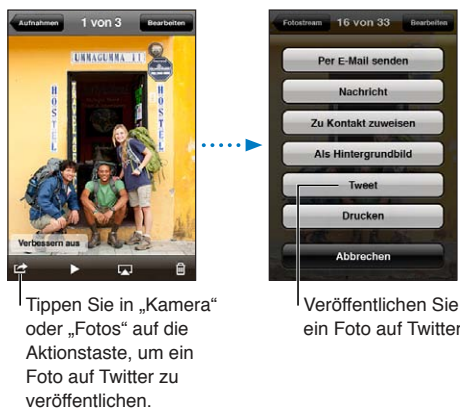 Aufnahmen 1 von 3 Bearbeiten
UMMAGUMMA II
HOSTEL
HOSTEL
Verbessern aus
Fotostream 16 von 33 Bearbeiten
Per E-Mail senden
Nachricht
Zu Kontakt zuweisen
Als Hintergrundbild
Tweet
Drucken
Abbrechen
Tippen Sie in „Kamera“
oder „Fotos“ auf die
Aktionstaste, um ein
Foto auf Twitter zu
veröffentlichen.
Veröffentlichen Sie
ein Foto auf Twitter